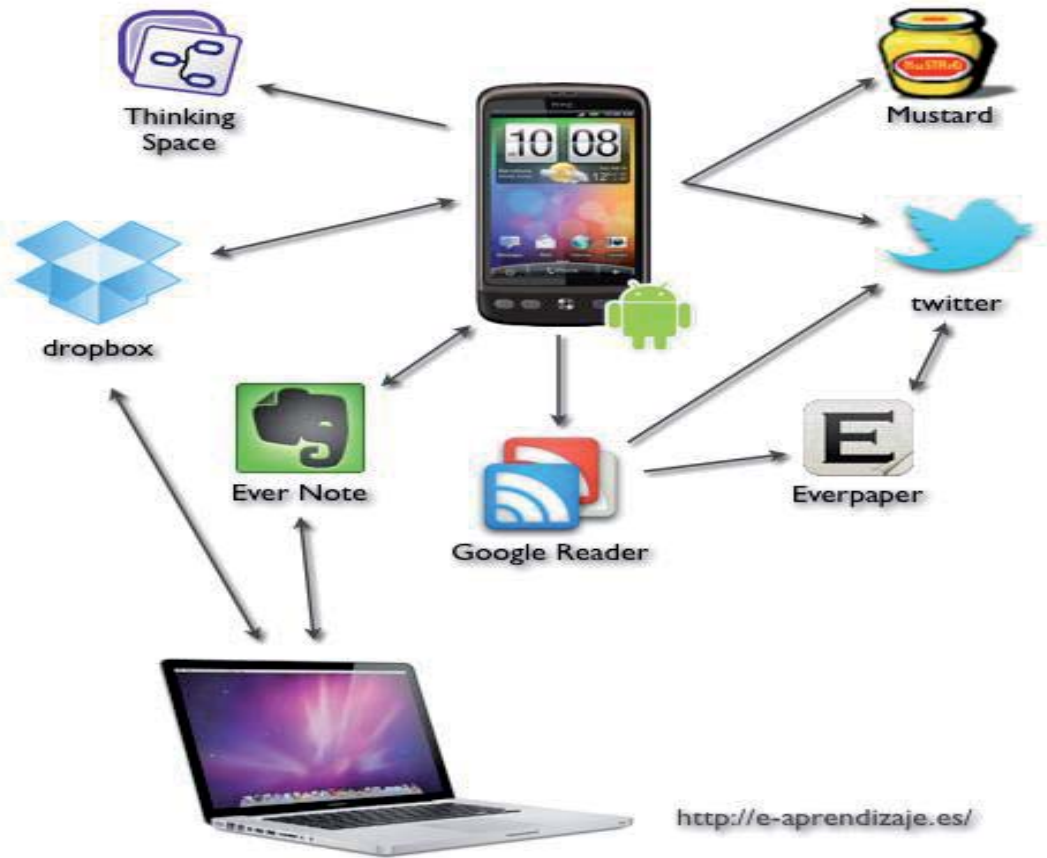 Thinking
Space
Mustard
10 08
dropbox
twitter
Ever Note
Everpaper
E
Google Reader
http://e-aprendizaje.es/